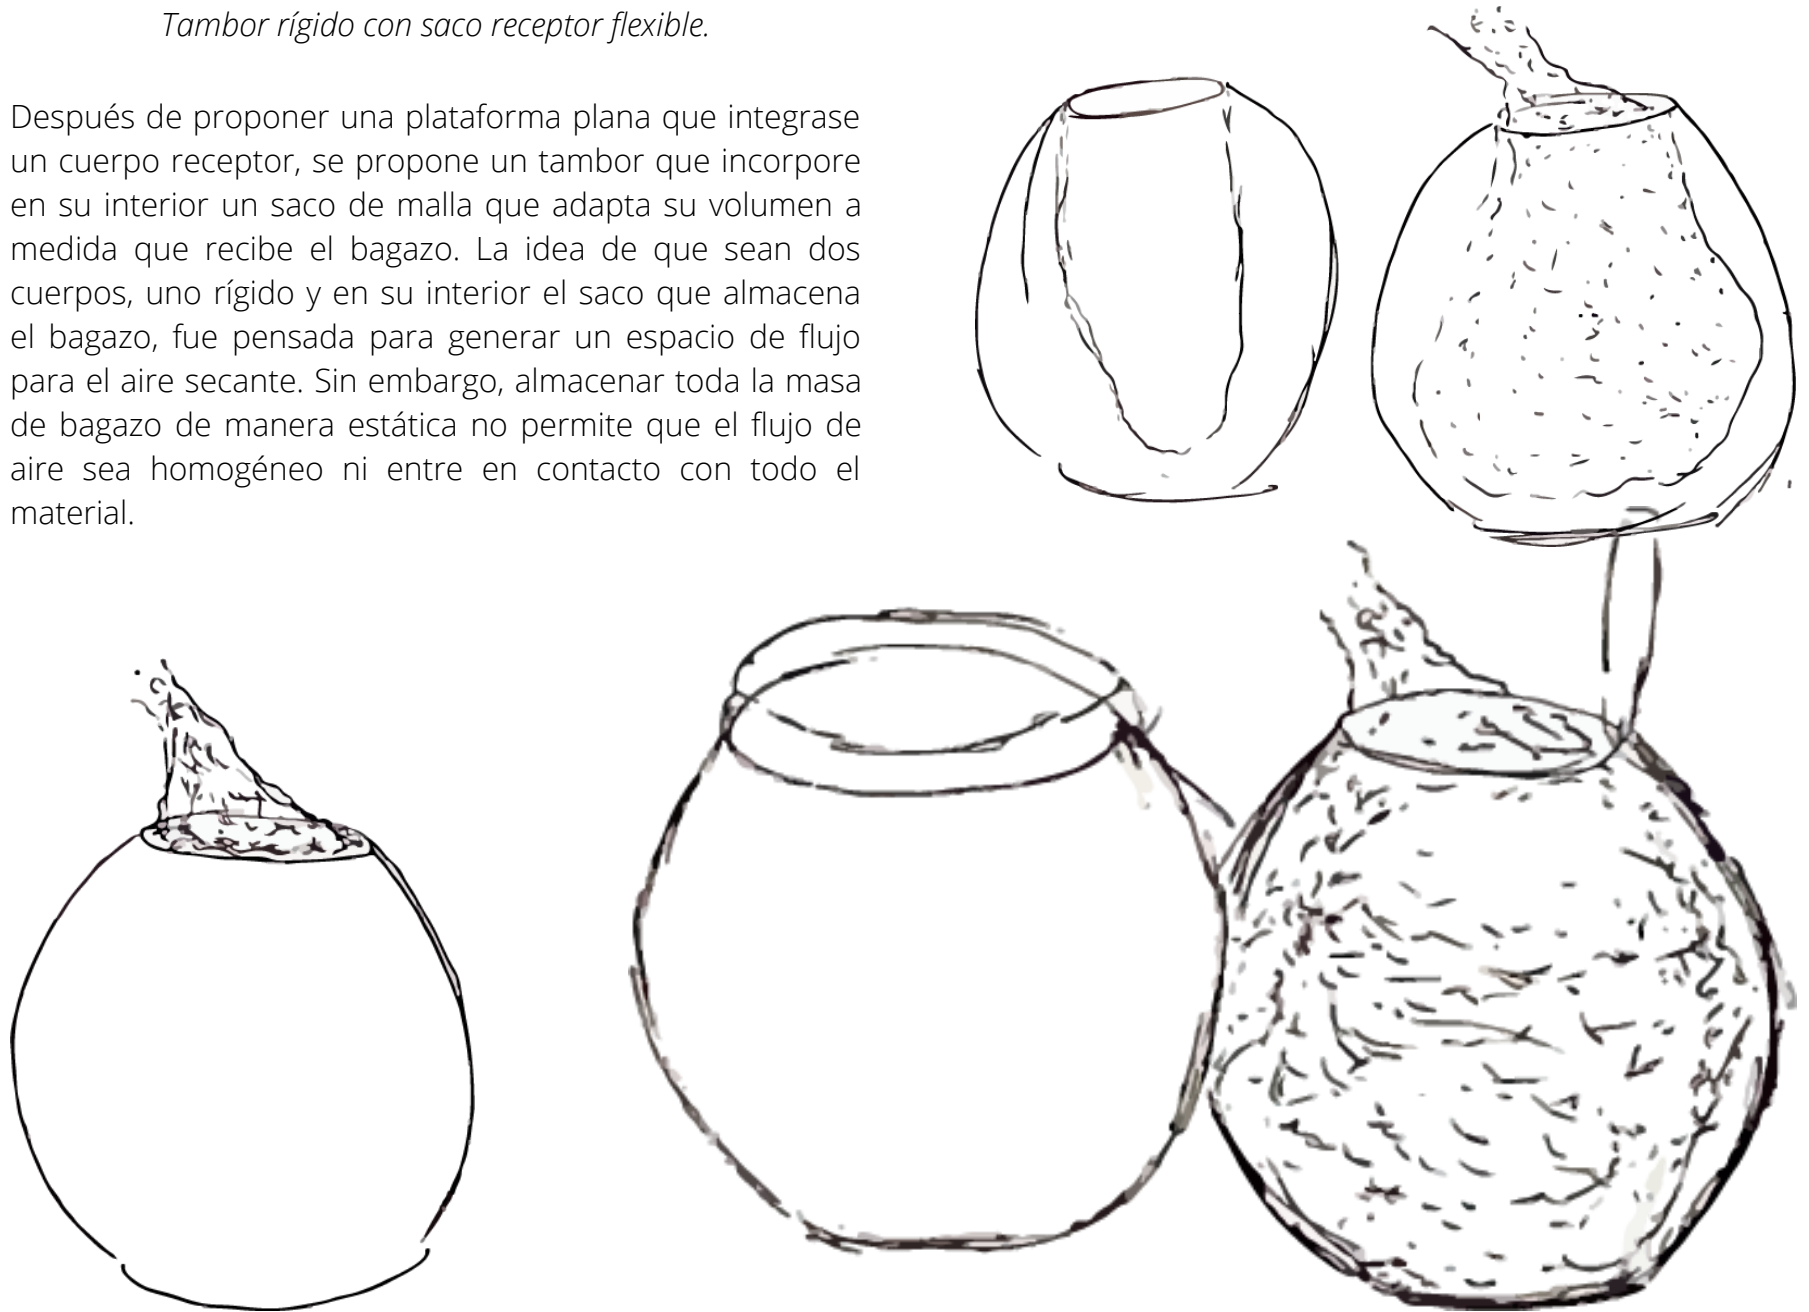 Tambor rígido con saco receptor flexible.
Después de proponer una plataforma plana que integrase
un cuerpo receptor, se propone un tambor que incorpore
en su interior un saco de malla que adapta su volumen a
medida que recibe el bagazo. La idea de que sean dos
cuerpos, uno rígido y en su interior el saco que almacena
el bagazo, fue pensada para generar un espacio de flujo
para el aire secante. Sin embargo, almacenar toda la masa
de bagazo de manera estática no permite que el flujo de
aire sea homogéneo ni entre en contacto con todo el
material.